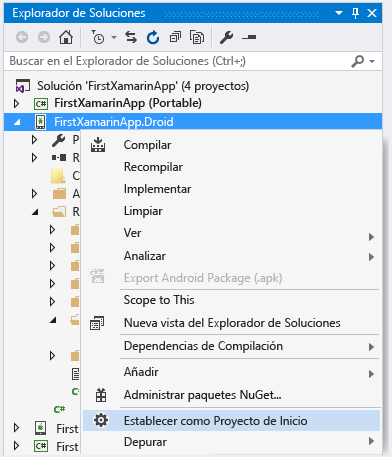 Explorador de Soluciones
Buscar en el Explorador de Soluciones (Ctrl+;)
Solución 'FirstXamarinApp' (4 proyectos)
C# FirstXamarinApp (Portable)
FirstXamarinApp.Droid
P
Compilar
R
Recompilar
C
Implementar
A
Limpiar
R
Ver
Analizar
Export Android Package (.apk)
Scope to This
Nueva vista del Explorador de Soluciones
Dependencias de Compilación
Añadir
Administrar paquetes NuGet...
C#
Establecer como Proyecto de Inicio
First
Depurar
C# First